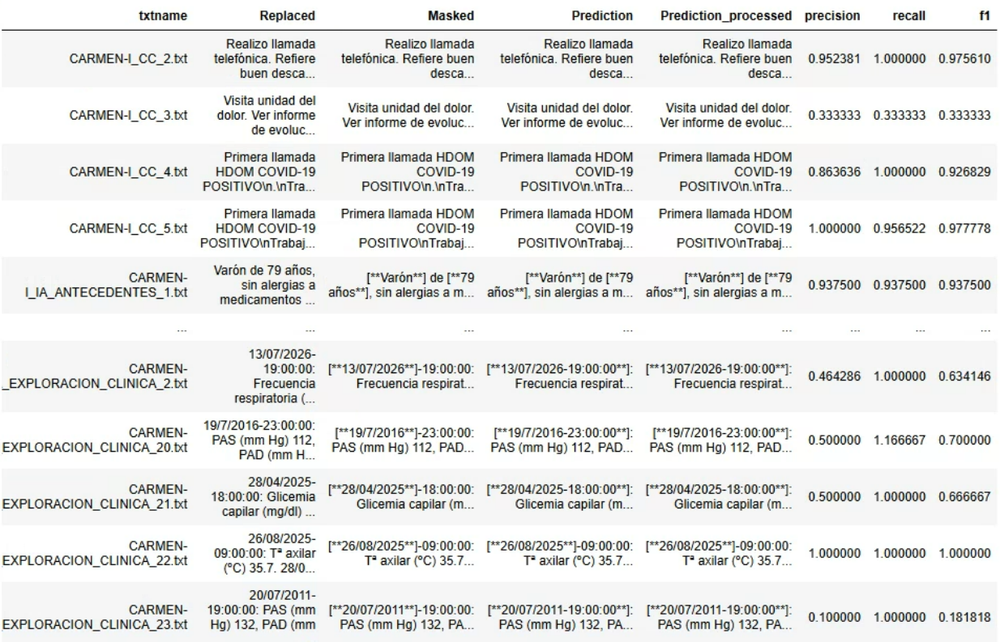 txtname Replaced Masked Prediction Prediction_processed precision recall f1
CARMEN-I_CC_2.txt Realizo llamada telefónica. Refiere buen desca... Realizo llamada telefónica. Refiere buen desca... Realizo llamada telefónica. Refiere buen desca... Realizo llamada telefónica. Refiere buen desca... 0.952381 1.000000 0.975610
CARMEN-I_CC_3.txt Visita unidad del dolor. Ver informe de evoluc... Visita unidad del dolor. Ver informe de evoluc... Visita unidad del dolor. Ver informe de evoluc... Visita unidad del dolor. Ver informe de evoluc... 0.333333 0.333333 0.333333
CARMEN-I_CC_4.txt Primera llamada HDOM COVID-19 POSITIVO\n.\nTra... Primera llamada HDOM COVID-19 POSITIVO\n.\nTra... Primera llamada HDOM COVID-19 POSITIVO\n.\nTra... Primera llamada HDOM COVID-19 POSITIVO\n.\nTra... 0.863636 1.000000 0.926829
CARMEN-I_CC_5.txt Primera llamada HDOM COVID-19 POSITIVO\nTrabaj... Primera llamada HDOM COVID-19 POSITIVO\nTrabaj... Primera llamada HDOM COVID-19 POSITIVO\nTrabaj... Primera llamada HDOM COVID-19 POSITIVO\nTrabaj... 1.000000 0.956522 0.977778
CARMEN-I_IA_ANTECEDENTES_1.txt Varón de 79 años, sin alergias a medicamentos ... [**Varón**] de [**79 años**], sin alergias a m... [**Varón**] de [**79 años**], sin alergias a m... [**Varón**] de [**79 años**], sin alergias a m... 0.937500 0.937500 0.937500
... ... ... ... ... ... ... ...
CARMEN-_EXPLORACION_CLINICA_2.txt 13/07/2026-19:00:00: Frecuencia respiratoria (... [**13/07/2026**]-19:00:00: Frecuencia respirat... [**13/07/2026-19:00:00**]: Frecuencia respirat... [**13/07/2026-19:00:00**]: Frecuencia respirat... 0.464286 1.000000 0.634146
CARMEN-EXPLORACION_CLINICA_20.txt 19/7/2016-23:00:00: PAS (mm Hg) 112, PAD (mm H... [**19/7/2016**]-23:00:00: PAS (mm Hg) 112, PAD... [**19/7/2016-23:00:00**]: PAS (mm Hg) 112, PAD... [**19/7/2016-23:00:00**]: PAS (mm Hg) 112, PAD... 0.500000 1.166667 0.700000
CARMEN-EXPLORACION_CLINICA_21.txt 28/04/2025-18:00:00: Glicemia capilar (mg/dl) ... [**28/04/2025**]-18:00:00: Glicemia capilar (m... [**28/04/2025-18:00:00**]: Glicemia capilar (m... [**28/04/2025-18:00:00**]: Glicemia capilar (m... 0.500000 1.000000 0.666667
CARMEN-EXPLORACION_CLINICA_22.txt 26/08/2025-09:00:00: Tª axilar (ºC) 35.7. 28/0... [**26/08/2025**]-09:00:00: Tª axilar (ºC) 35.7... [**26/08/2025**]-09:00:00: Tª axilar (ºC) 35.7... [**26/08/2025**]-09:00:00: Tª axilar (ºC) 35.7... 1.000000 1.000000 1.000000
CARMEN-EXPLORACION_CLINICA_23.txt 20/07/2011-19:00:00: PAS (mm Hg) 132, PAD (mm [**20/07/2011**]-19:00:00: PAS (mm Hg) 132, PA... [**20/07/2011-19:00:00**]: PAS (mm Hg) 132, PA... [**20/07/2011-19:00:00**]: PAS (mm Hg) 132, PA... 0.100000 1.000000 0.181818